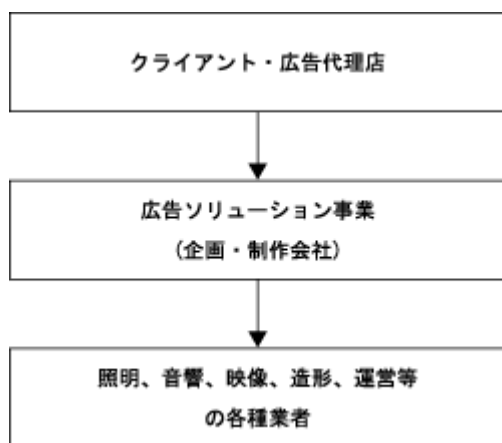 クライアント・広告代理店
広告ソリューション事業
(企画・制作会社)
照明、音響、映像、造形、運営等
の各種業者